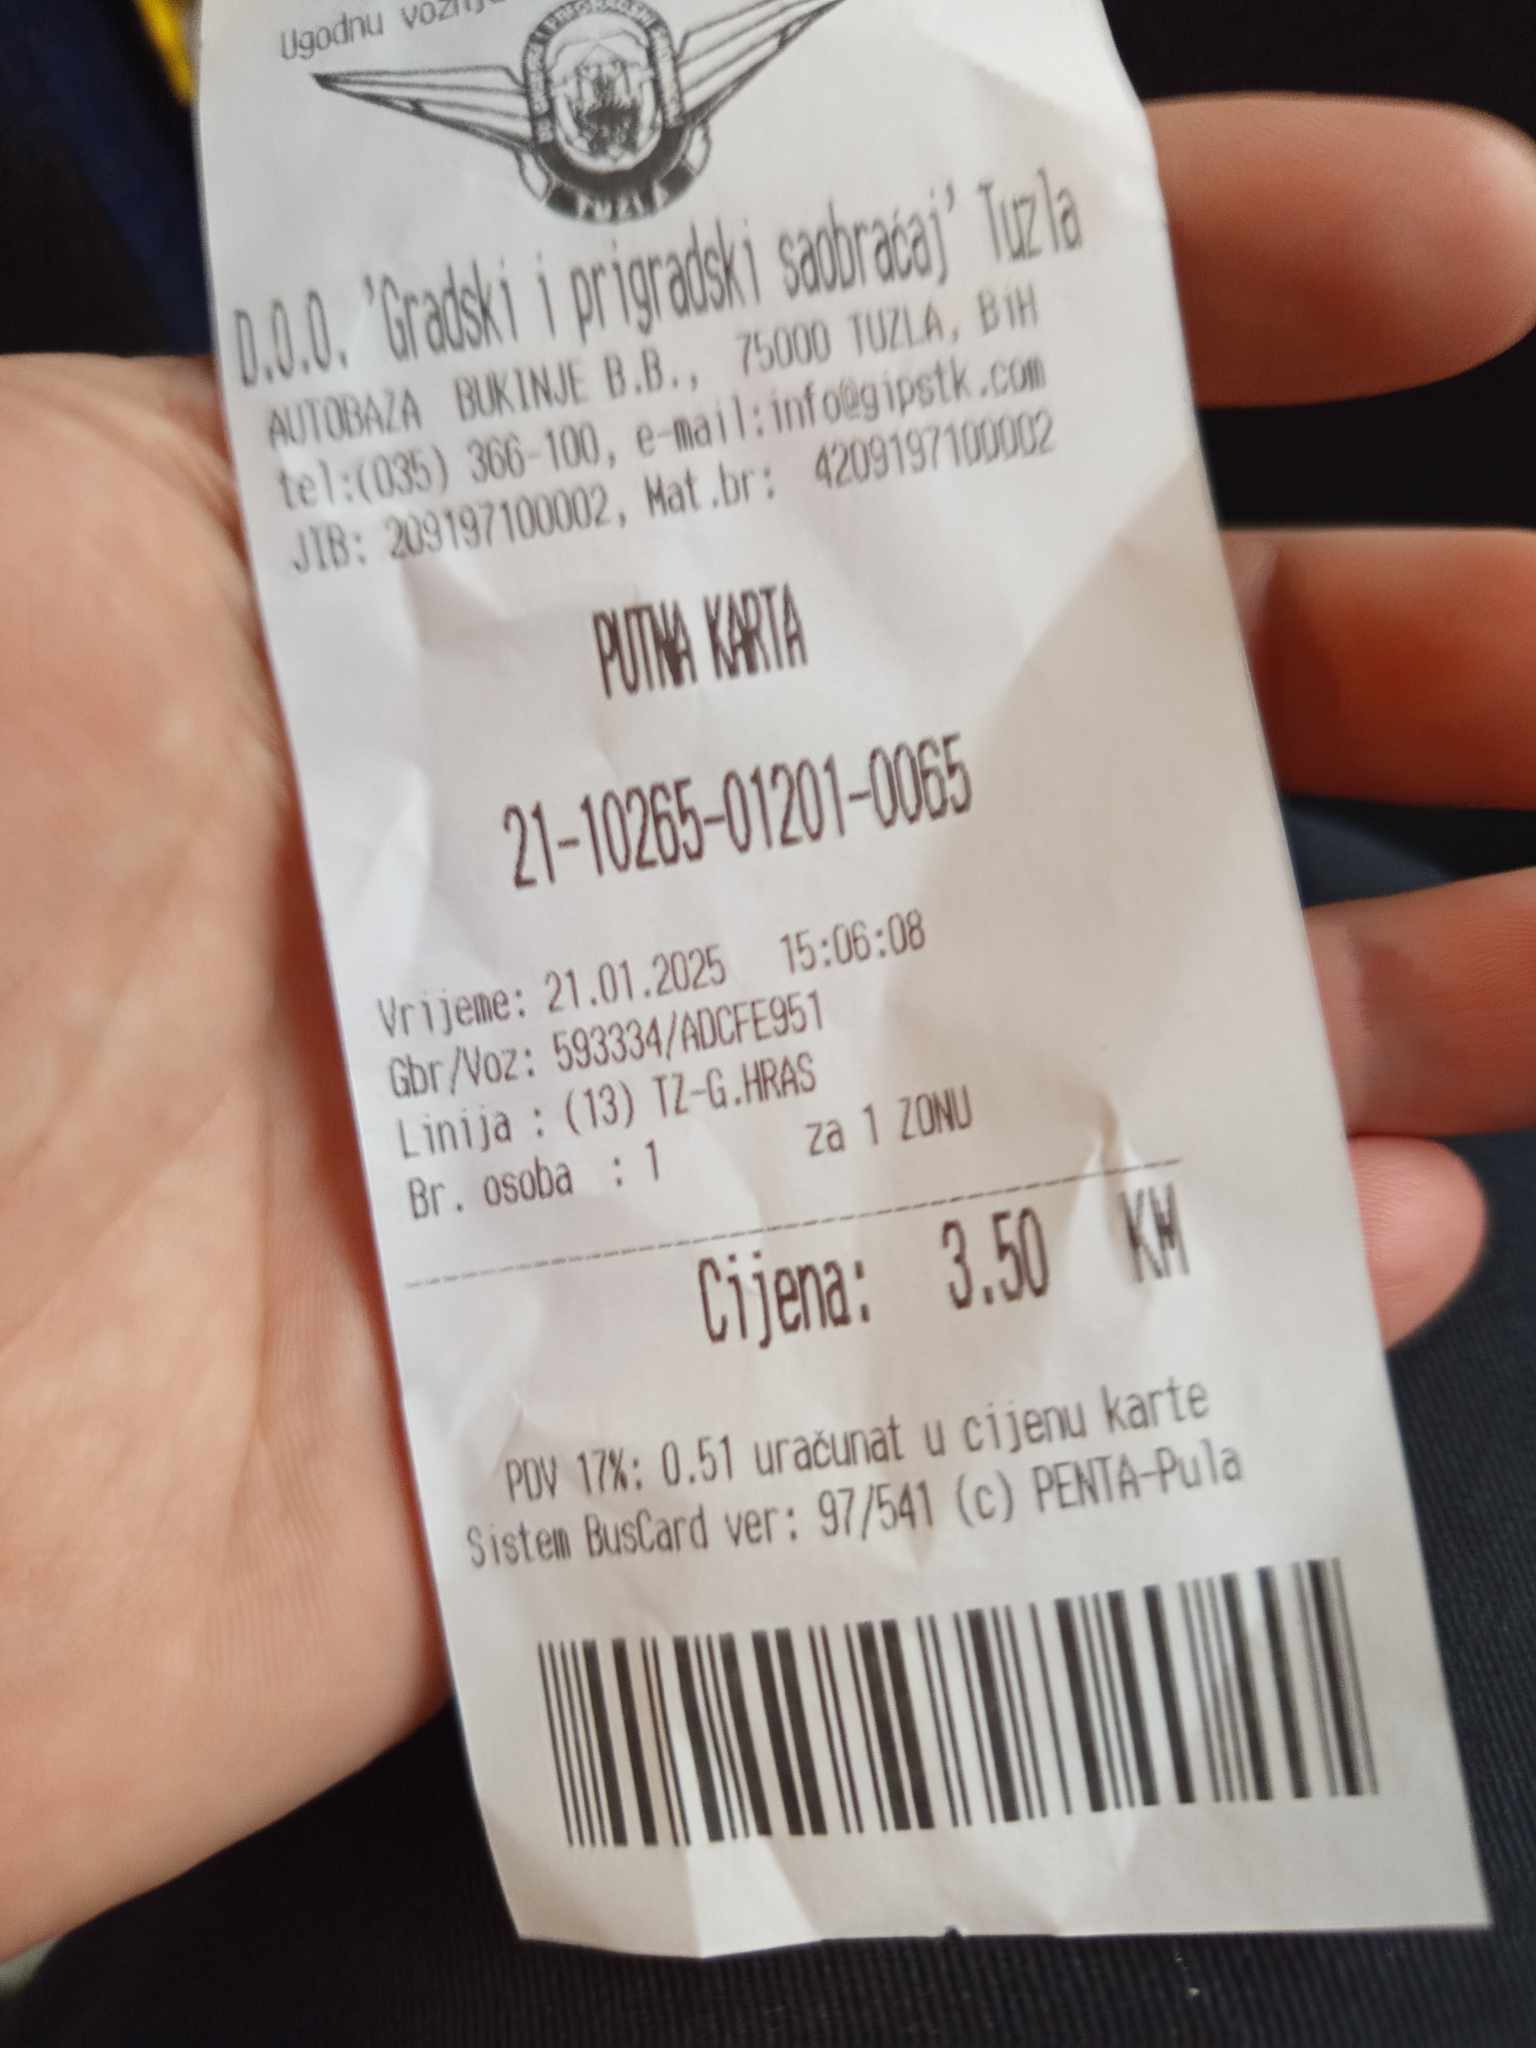 Ugodnu vožnju
TUZLA
D.O.O. 'Gradski i prigradski saobraćaj' Tuzla
AUTOBAZA BUKINJE B.B., 75000 TUZLA, BiH
tel:(035) 366-100, e-mail:info@gipstk.com
JIB: 209197100002, Mat.br: 4209197100002
PUTNA KARTA
21-10265-01201-0065
Vrijeme: 21.01.2025 15:06:08
Gbr/Voz: 593334/ADCFE951
Linija : (13) TZ-G.HRAS
Br. osoba : 1 za 1 ZONU
Cijena: 3.50 KM
PDV 17%: 0.51 uračunat u cijenu karte
Sistem BusCard ver: 97/541 (c) PENTA-Pula